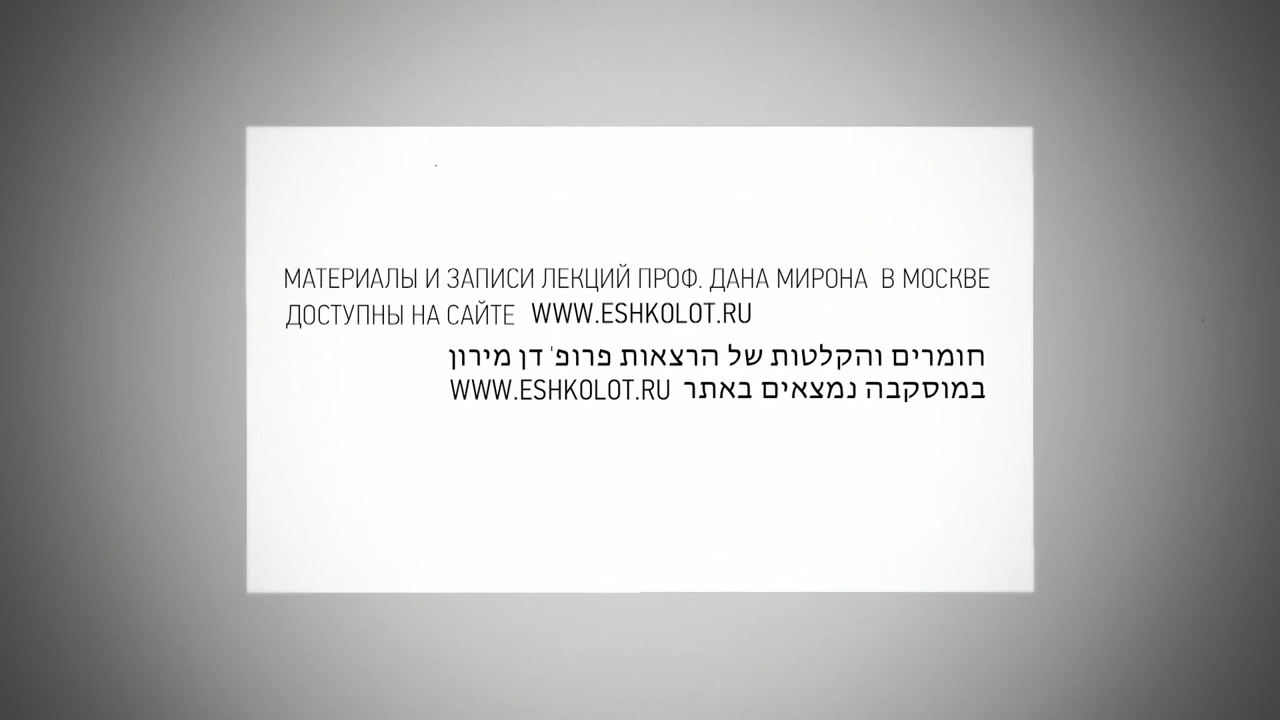 МАТЕРИАЛЫ И ЗАПИСИ ЛЕКЦИЙ ПРОФ. ДАНА МИРОНА В МОСКВЕ
ДОСТУПНЫ НА САЙТЕ WWW.ESHKOLOT.RU
חומרים והקלטות של הרצאות פרופ' דן מירון
במוסקבה נמצאים באתר WWW.ESHKOLOT.RU